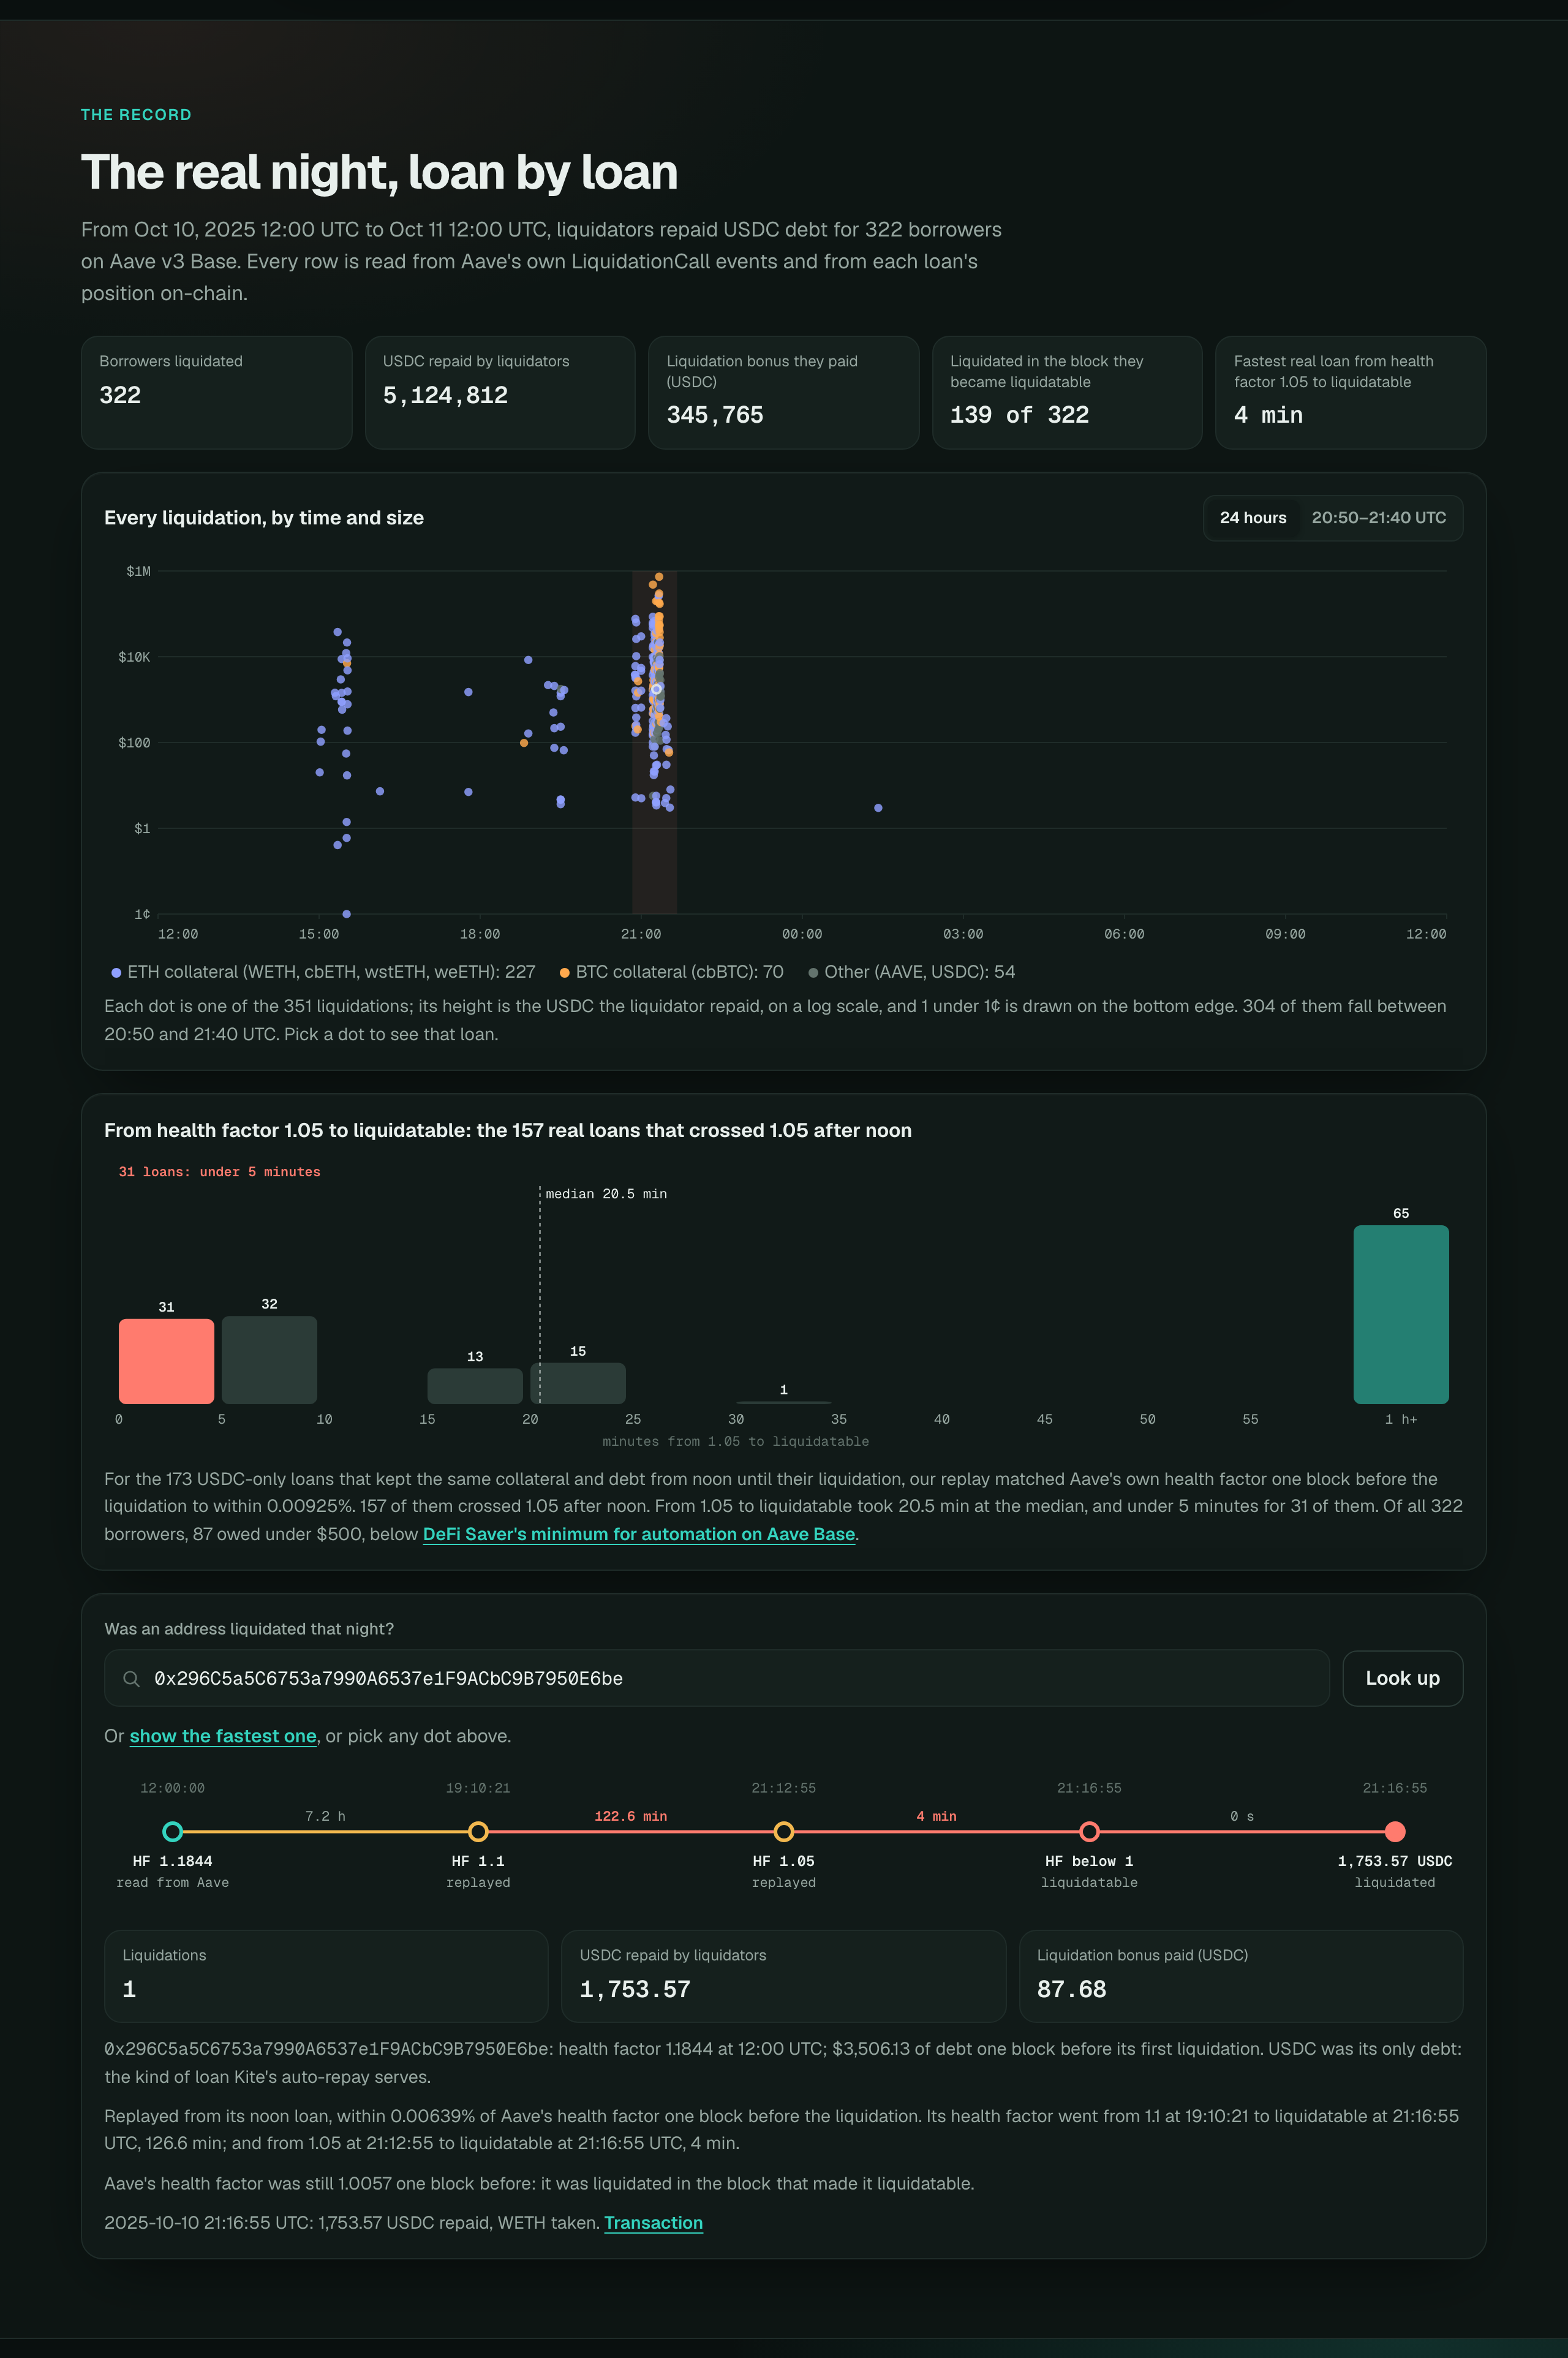 THE RECORD
The real night, loan by loan
From Oct 10, 2025 12:00 UTC to Oct 11 12:00 UTC, liquidators repaid USDC debt for 322 borrowers
on Aave v3 Base. Every row is read from Aave's own LiquidationCall events and from each loan's
position on-chain.
Borrowers liquidated
322
USDC repaid by liquidators
5,124,812
Liquidation bonus they paid
(USDC)
345,765
Liquidated in the block they
became liquidatable
139 of 322
Fastest real loan from health
factor 1.05 to liquidatable
4 min
Every liquidation, by time and size
24 hours
20:50–21:40 UTC
$1M
$10K
$100
$1
1¢
12:00
15:00
18:00
21:00
00:00
03:00
06:00
09:00
12:00
ETH collateral (WETH, cbETH, wstETH, weETH): 227
BTC collateral (cbBTC): 70
Other (AAVE, USDC): 54
Each dot is one of the 351 liquidations; its height is the USDC the liquidator repaid, on a log scale, and 1 under 1¢ is drawn on the bottom edge. 304 of them fall between
20:50 and 21:40 UTC. Pick a dot to see that loan.
From health factor 1.05 to liquidatable: the 157 real loans that crossed 1.05 after noon
31 loans: under 5 minutes
median 20.5 min
31
32
13
15
1
65
0
5
10
15
20
25
30
35
40
45
50
55
1 h+
minutes from 1.05 to liquidatable
For the 173 USDC-only loans that kept the same collateral and debt from noon until their liquidation, our replay matched Aave's own health factor one block before the
liquidation to within 0.00925%. 157 of them crossed 1.05 after noon. From 1.05 to liquidatable took 20.5 min at the median, and under 5 minutes for 31 of them. Of all 322
borrowers, 87 owed under $500, below DeFi Saver's minimum for automation on Aave Base.
Was an address liquidated that night?
0x296C5a5C6753a7990A6537e1F9ACbC9B7950E6be
Look up
Or show the fastest one, or pick any dot above.
12:00:00
19:10:21
21:12:55
21:16:55
21:16:55
7.2 h
122.6 min
4 min
0 s
HF 1.1844
HF 1.1
HF 1.05
HF below 1
1,753.57 USDC
read from Aave
replayed
replayed
liquidatable
liquidated
Liquidations
1
USDC repaid by liquidators
1,753.57
Liquidation bonus paid (USDC)
87.68
0x296C5a5C6753a7990A6537e1F9ACbC9B7950E6be: health factor 1.1844 at 12:00 UTC; $3,506.13 of debt one block before its first liquidation. USDC was its only debt:
the kind of loan Kite's auto-repay serves.
Replayed from its noon loan, within 0.00639% of Aave's health factor one block before the liquidation. Its health factor went from 1.1 at 19:10:21 to liquidatable at 21:16:55
UTC, 126.6 min; and from 1.05 at 21:12:55 to liquidatable at 21:16:55 UTC, 4 min.
Aave's health factor was still 1.0057 one block before: it was liquidated in the block that made it liquidatable.
2025-10-10 21:16:55 UTC: 1,753.57 USDC repaid, WETH taken. Transaction